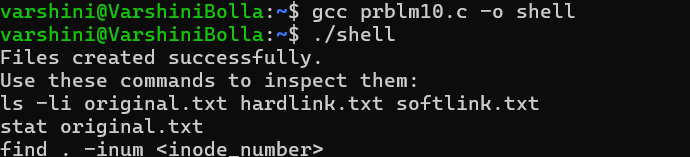 varshini@VarshiniBolla:~$ gcc prblm10.c -o shell
varshini@VarshiniBolla:~$ ./shell
Files created successfully.
Use these commands to inspect them:
ls -li original.txt hardlink.txt softlink.txt
stat original.txt
find . -inum <inode_number>